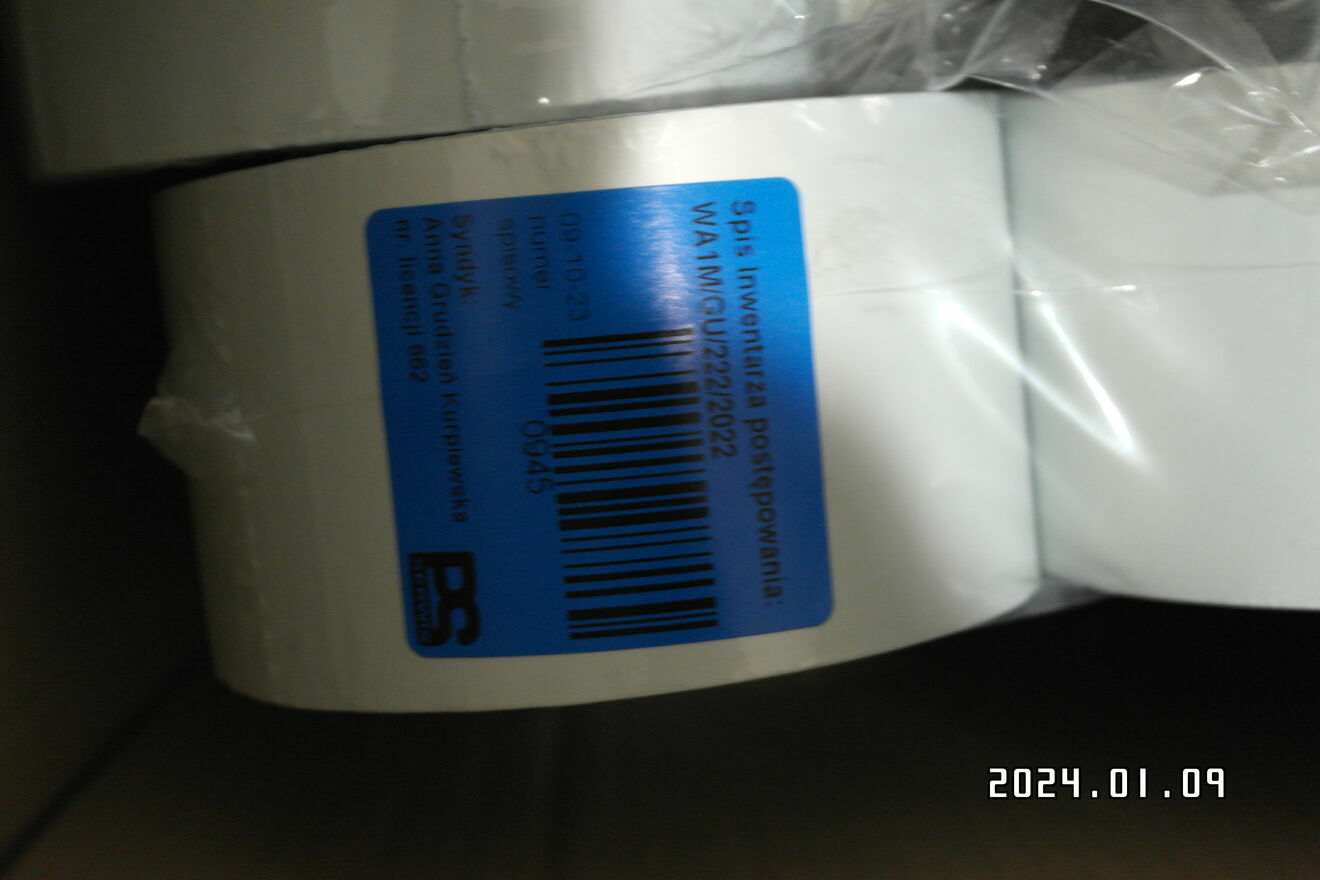 Spis Inwentarza postępowania:
WA1M/GU/222/2022
09-10-23
numer
spisowy
0945
Syndyk
Anna Grudzień Kurpiewska
nr. licencji 662
PS
2024.01.09